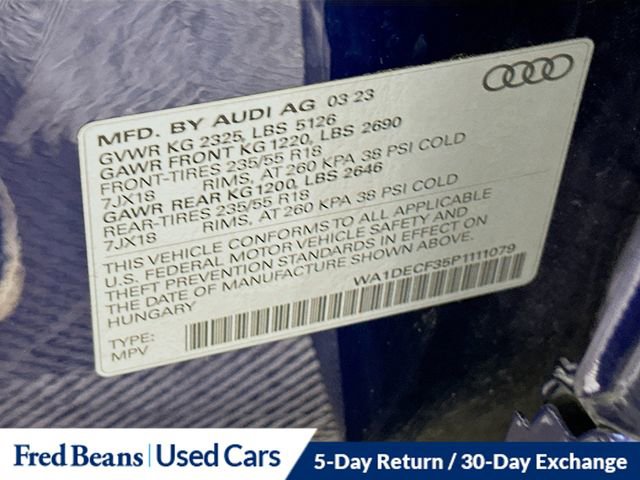 MFD. BY AUDI AG 03 23
GVWR KG 2325, LBS 5126
GAWR FRONT KG 1220, LBS 2690
FRONT-TIRES 235/55 R18
7JX18 RIMS, AT 260 KPA 38 PSI COLD
GAWR REAR KG1200, LBS 2646
REAR-TIRES 235/55 R18
7JX18 RIMS, AT 260 KPA 38 PSI COLD
THIS VEHICLE CONFORMS TO ALL APPLICABLE
U.S. FEDERAL MOTOR VEHICLE SAFETY AND
THEFT PREVENTION STANDARDS IN EFFECT ON
THE DATE OF MANUFACTURE SHOWN ABOVE.
HUNGARY WA1DECF35P1111079
TYPE:
MPV
Fred Beans | Used Cars
5-Day Return / 30-Day Exchange